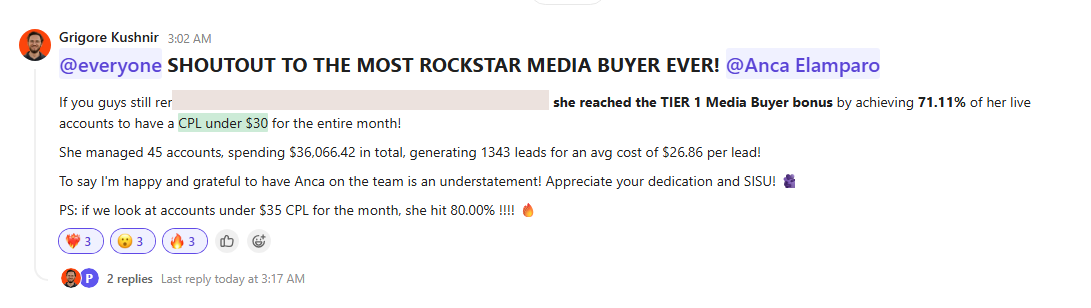 Grigore Kushnir 3:02 AM
@everyone SHOUTOUT TO THE MOST ROCKSTAR MEDIA BUYER EVER! @Anca Elamparo
If you guys still she reached the TIER 1 Media Buyer bonus by achieving 71.11% of her live
accounts to have a CPL under $30 for the entire month!
She managed 45 accounts, spending $36,066.42 in total, generating 1343 leads for an avg cost of $26.86 per lead!
To say I'm happy and grateful to have Anca on the team is an understatement! Appreciate your dedication and SISU!
PS: if we look at accounts under $35 CPL for the month, she hit 80.00% !!!!
3 3 3
P 2 replies Last reply today at 3:17 AM